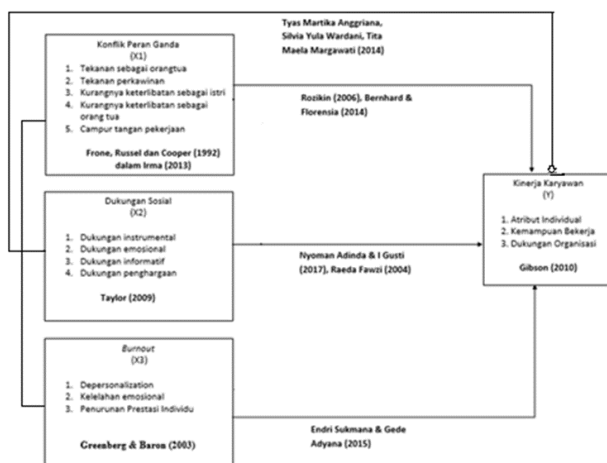 Tyas Martika Anggriana,
Silvia Yula Wardani, Tita
Maela Margawati (2014)
Konflik Peran Ganda
(X1)
1. Tekanan sebagai orangtua
2. Tekanan perkawinan
3. Kurangnya keterlibatan sebagai istri
4. Kurangnya keterlibatan sebagai
orang tua
5. Campur tangan pekerjaan
Frone, Russel dan Cooper (1992)
dalam Irma (2013)
Rozikin (2006), Bernhard &
Florensia (2014)
Dukungan Sosial
(X2)
1. Dukungan instrumental
2. Dukungan emosional
3. Dukungan informatif
4. Dukungan penghargaan
Taylor (2009)
Nyoman Adinda & I Gusti
(2017), Raeda Fawzi (2004)
Kinerja Karyawan
(Y)
1. Atribut Individual
2. Kemampuan Bekerja
3. Dukungan Organisasi
Gibson (2010)
Burnout
(X3)
1. Depersonalization
2. Kelelahan emosional
3. Penurunan Prestasi Individu
Greenberg & Baron (2003)
Endri Sukmana & Gede
Adyana (2015)